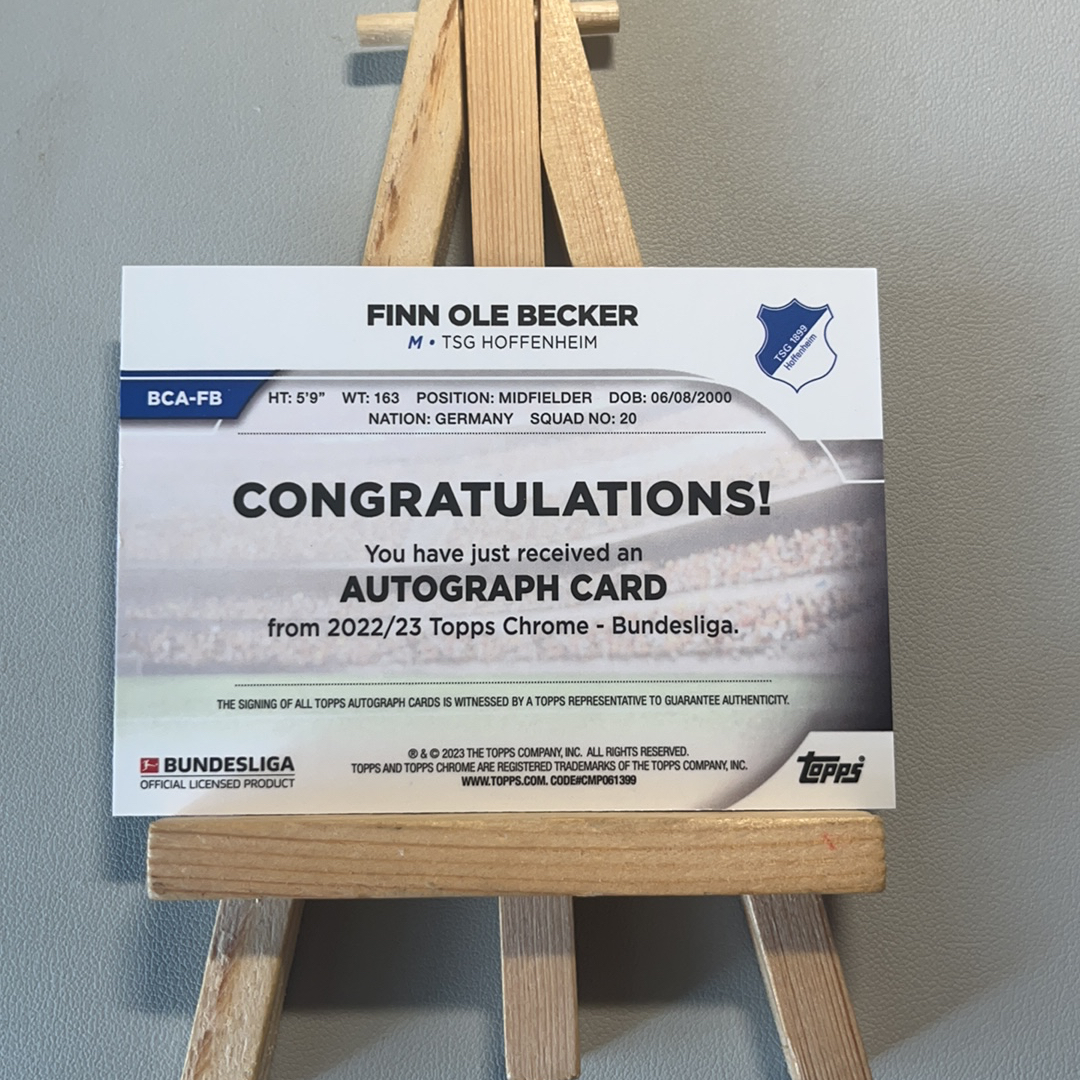 FINN OLE BECKER
M • TSG HOFFENHEIM
TSG 1899
Hoffenheim
BCA-FB
HT: 5'9" WT: 163 POSITION: MIDFIELDER DOB: 06/08/2000
NATION: GERMANY SQUAD NO: 20
CONGRATULATIONS!
You have just received an
AUTOGRAPH CARD
from 2022/23 Topps Chrome - Bundesliga.
THE SIGNING OF ALL TOPPS AUTOGRAPH CARDS IS WITNESSED BY A TOPPS REPRESENTATIVE TO GUARANTEE AUTHENTICITY.
BUNDESLIGA
OFFICIAL LICENSED PRODUCT
® & © 2023 THE TOPPS COMPANY, INC. ALL RIGHTS RESERVED.
TOPPS AND TOPPS CHROME ARE REGISTERED TRADEMARKS OF THE TOPPS COMPANY, INC.
WWW.TOPPS.COM. CODE#CMP061399
topps